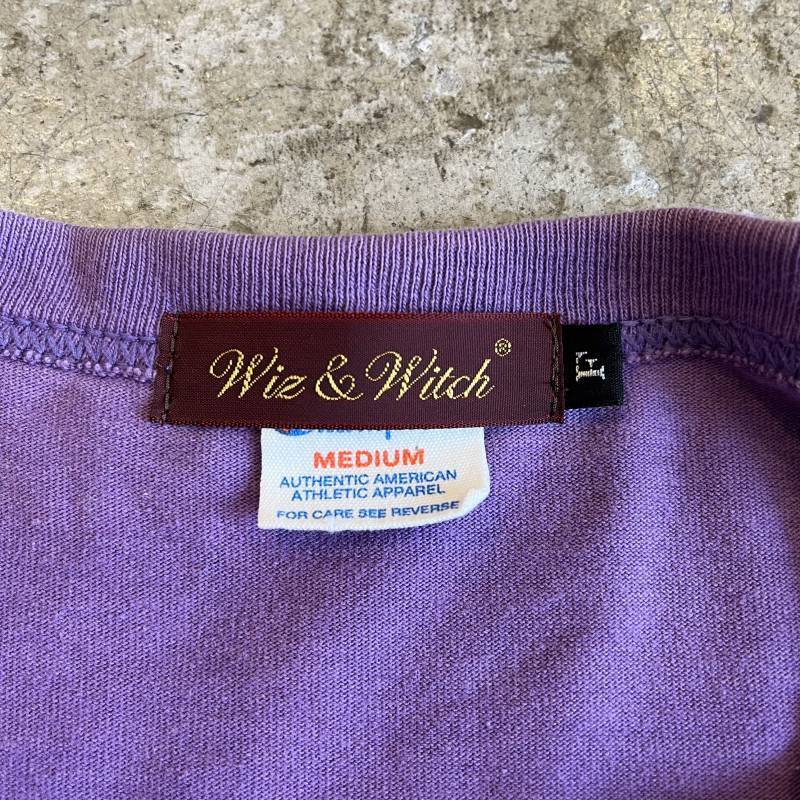 Wiz & Witch®
F
MEDIUM
AUTHENTIC AMERICAN
ATHLETIC APPAREL
FOR CARE SEE REVERSE